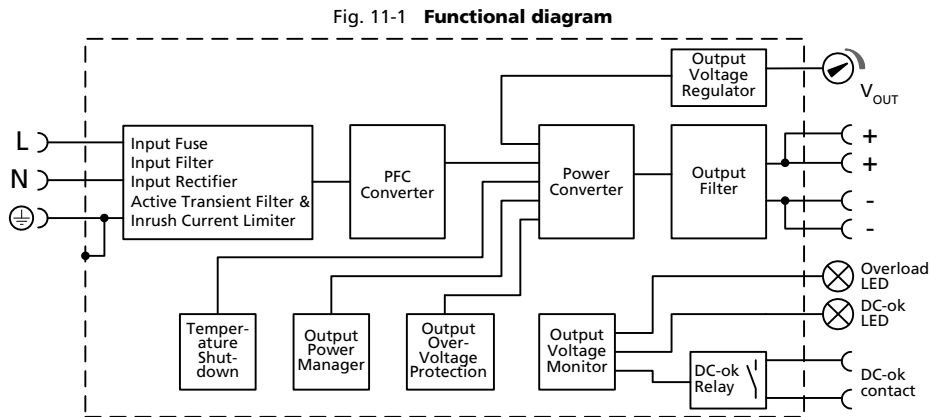 Fig. 11-1 Functional diagram
Output
Voltage
Regulator
V OUT
L
N
Input Fuse
Input Filter
Input Rectifier
Active Transient Filter &
Inrush Current Limiter
PFC
Converter
Power
Converter
Output
Filter
+
+
-
-
Overload
LED
DC-ok
LED
Temper-
ature
Shut-
down
Output
Power
Manager
Output
Over-
Voltage
Protection
Output
Voltage
Monitor
DC-ok
Relay
DC-ok
contact